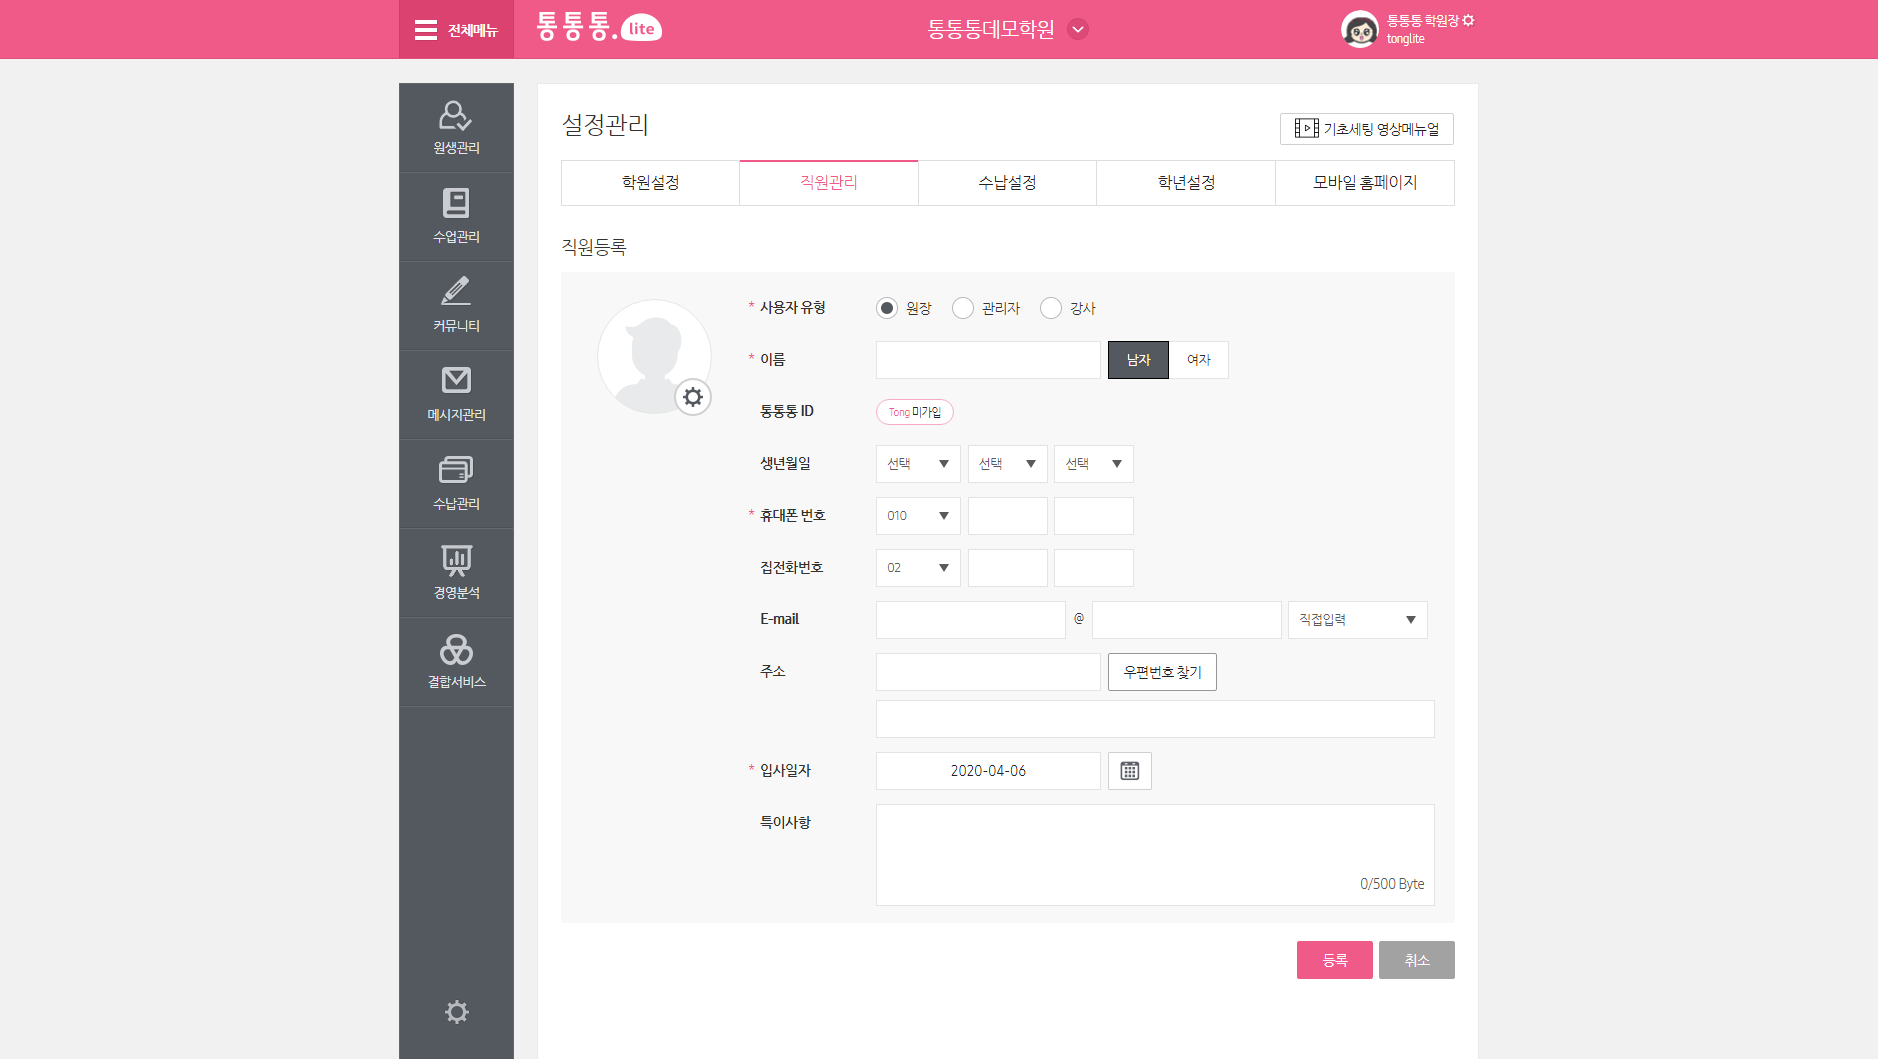 전체메뉴
통통통.lite
통통통데모학원
통통통 학원장
tonglite
원생관리
수업관리
커뮤니티
메시지관리
수납관리
경영분석
결합서비스
설정관리
기초세팅 영상메뉴얼
학원설정 직원관리 수납설정 학년설정 모바일 홈페이지
직원등록
* 사용자 유형 원장 관리자 강사
* 이름 남자 여자
통통통 ID Tong 미가입
생년월일 선택 선택 선택
* 휴대폰 번호 010
집전화번호 02
E-mail @ 직접입력
주소 우편번호 찾기
* 입사일자 2020-04-06
특이사항
0/500 Byte
등록 취소